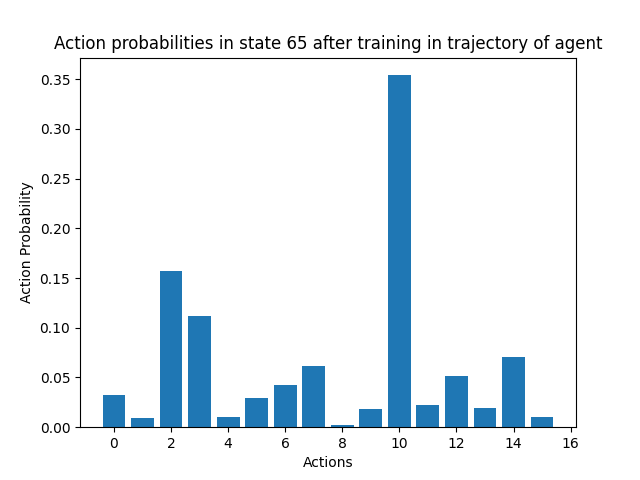 Action probabilities in state 65 after training in trajectory of agent
0.35
0.30
0.25
0.20
0.15
0.10
0.05
0.00
Action Probability
0 2 4 6 8 10 12 14 16
Actions